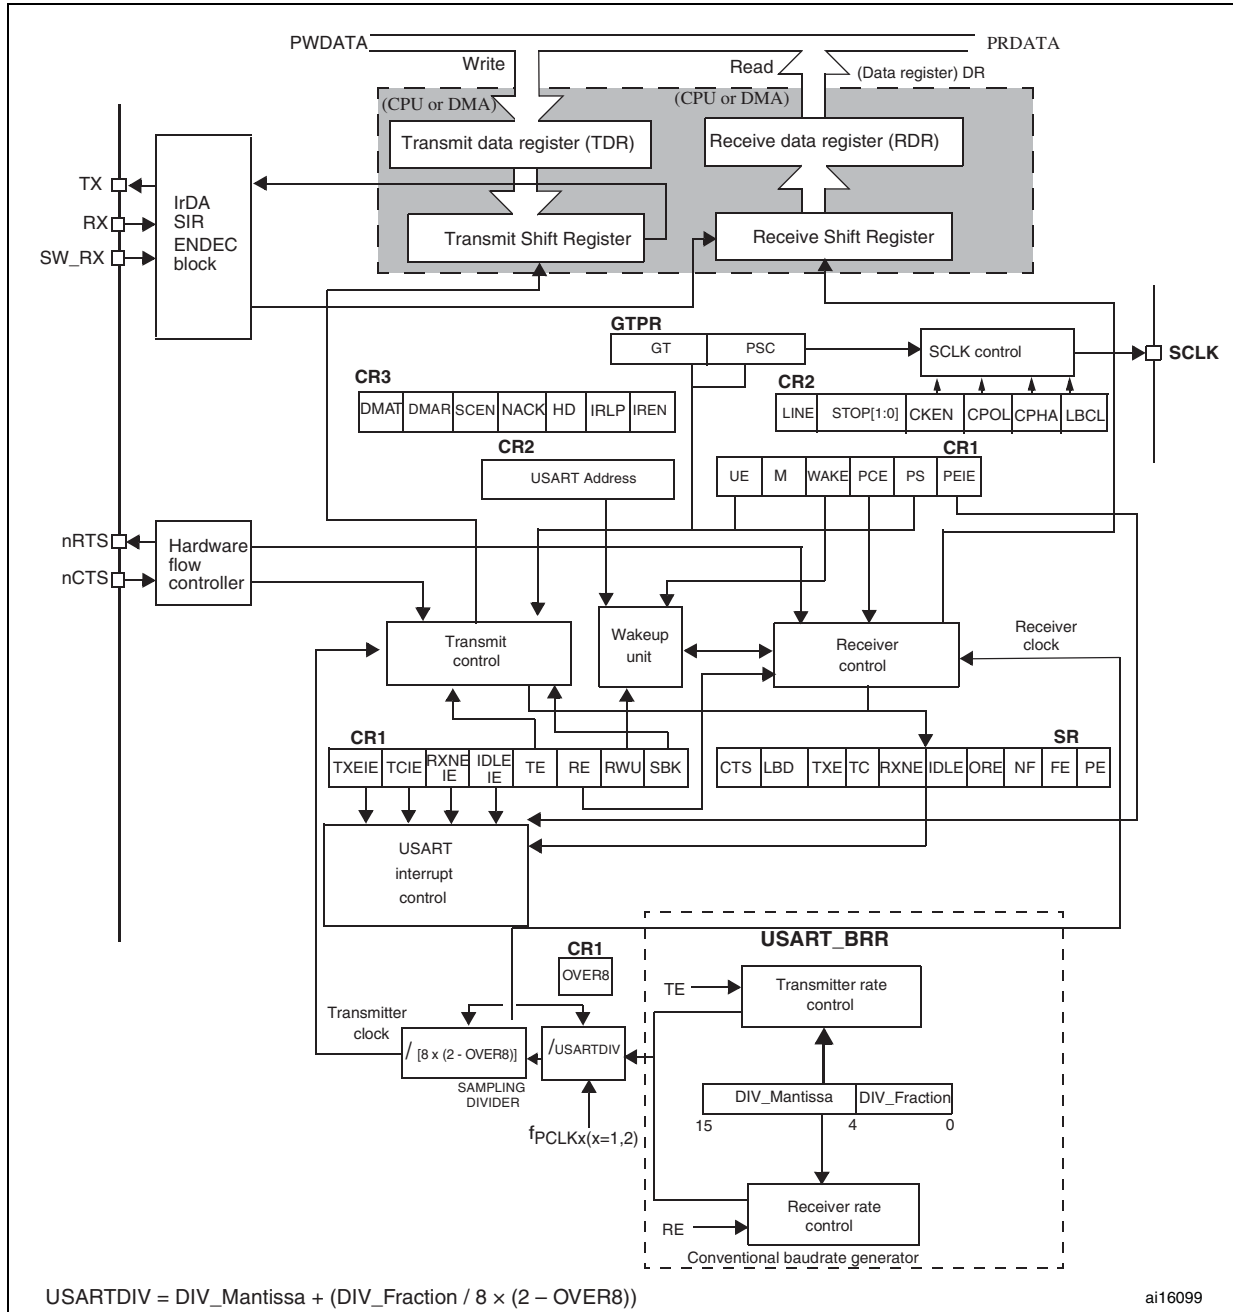 PWDATA
PRDATA
Write
Read
(Data register) DR
(CPU or DMA)
(CPU or DMA)
Transmit data register (TDR)
Receive data register (RDR)
TX
RX
SW_RX
IrDA
SIR
ENDEC
block
Transmit Shift Register
Receive Shift Register
GTPR
GT
PSC
SCLK control
SCLK
CR3
DMAT
DMAR
SCEN
NACK
HD
IRLP
IREN
CR2
LINE
STOP[1:0]
CKEN
CPOL
CPHA
LBCL
CR2
USART Address
CR1
UE
M
WAKE
PCE
PS
PEIE
nRTS
nCTS
Hardware
flow
controller
Transmit
control
Wakeup
unit
Receiver
control
Receiver
clock
CR1
TXEIE
TCIE
RXNE
IE
IDLE
IE
TE
RE
RWU
SBK
SR
CTS
LBD
TXE
TC
RXNE
IDLE
ORE
NF
FE
PE
USART
interrupt
control
CR1
OVER8
USART_BRR
TE
Transmitter rate
control
Transmitter
clock
/ [8 x (2 - OVER8)]
/USARTDIV
SAMPLING
DIVIDER
fPCLKx(x=1,2)
DIV_Mantissa
DIV_Fraction
15
4
0
RE
Receiver rate
control
Conventional baudrate generator
USARTDIV = DIV_Mantissa + (DIV_Fraction / 8 × (2 – OVER8))
ai16099